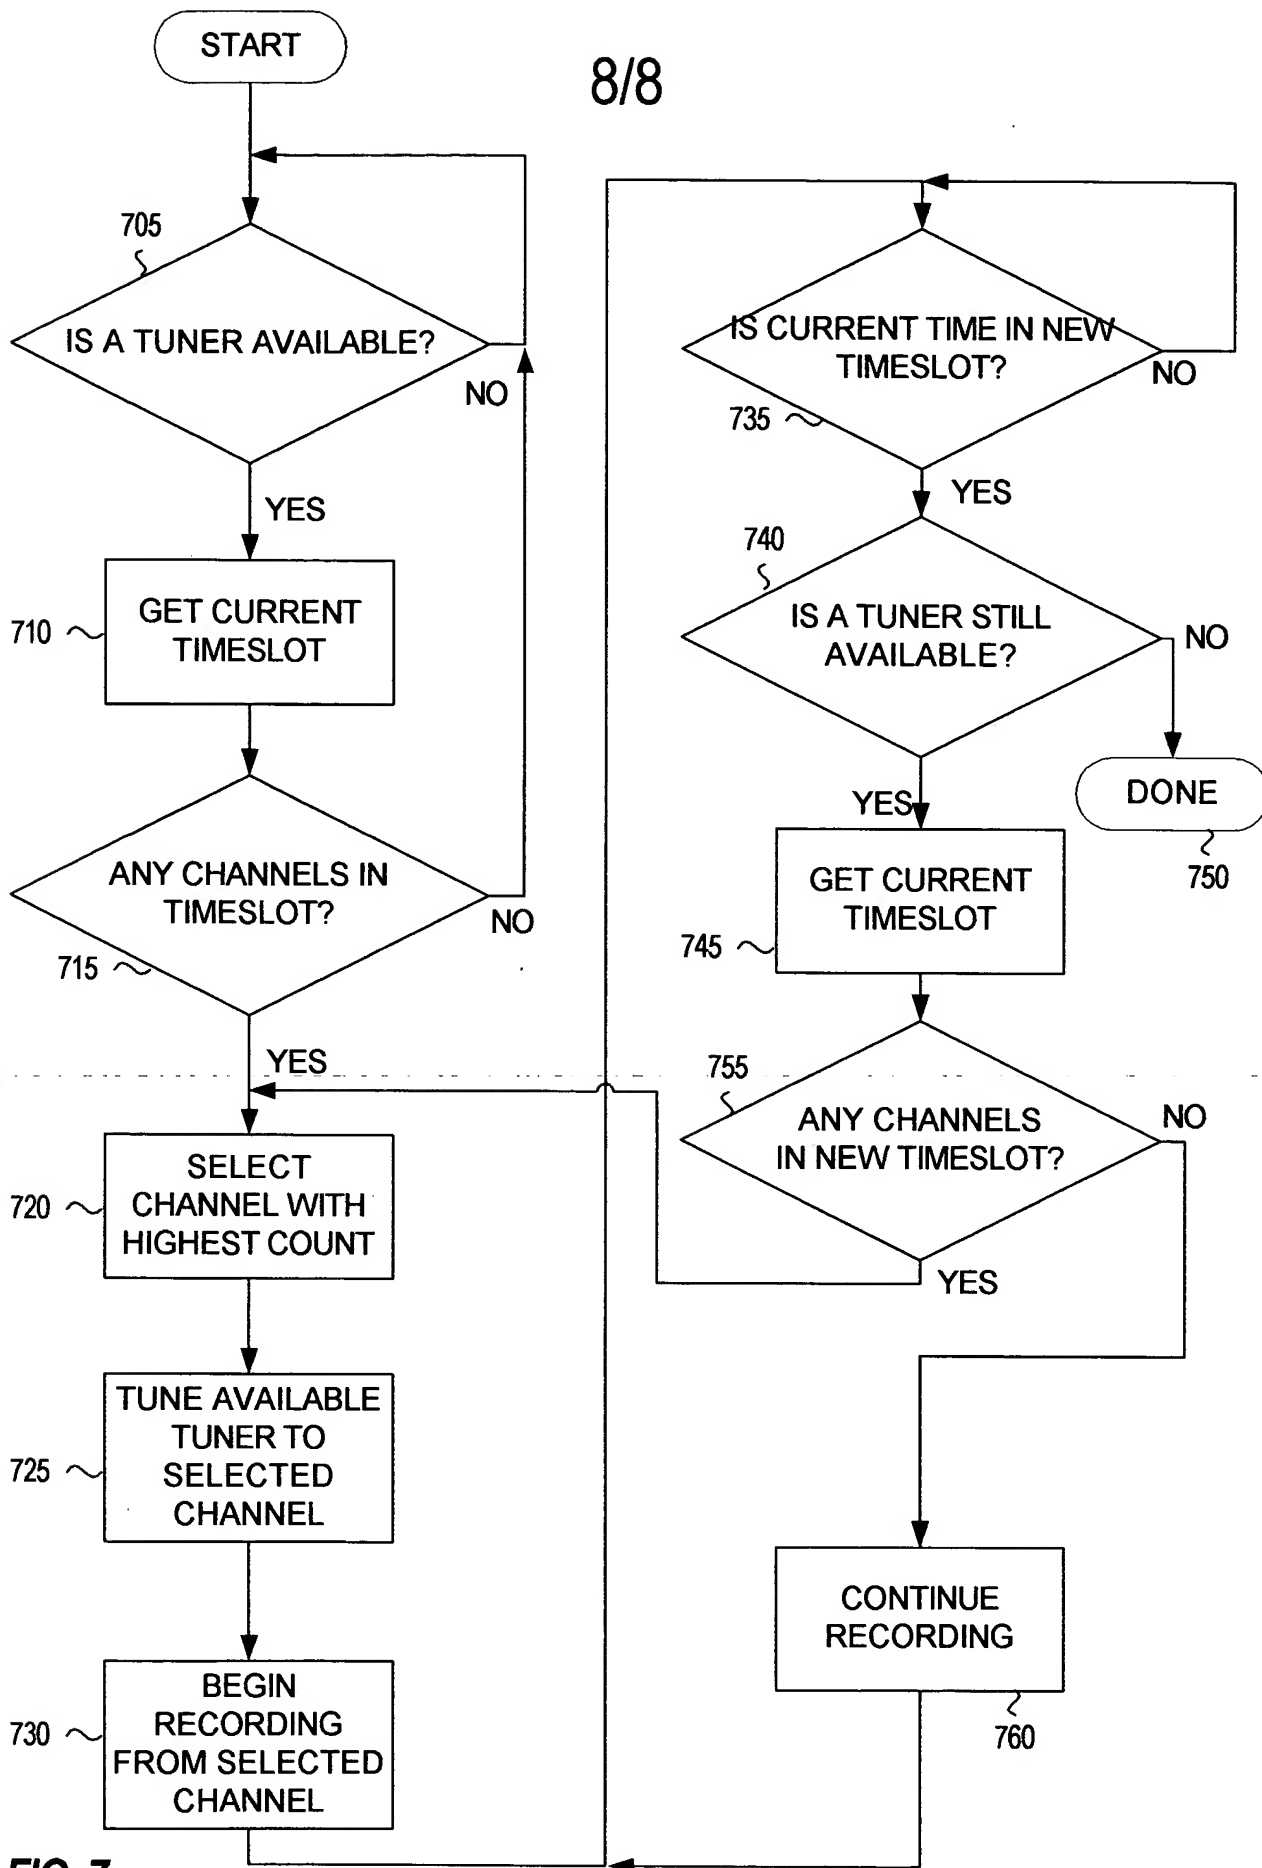 START
8/8
705
IS A TUNER AVAILABLE?
NO
YES
710
GET CURRENT
TIMESLOT
ANY CHANNELS IN
TIMESLOT?
NO
715
YES
720
SELECT
CHANNEL WITH
HIGHEST COUNT
725
TUNE AVAILABLE
TUNER TO
SELECTED
CHANNEL
730
BEGIN
RECORDING
FROM SELECTED
CHANNEL
IS CURRENT TIME IN NEW
TIMESLOT?
NO
735
YES
740
IS A TUNER STILL
AVAILABLE?
NO
YES
DONE
750
GET CURRENT
TIMESLOT
745
755
ANY CHANNELS
IN NEW TIMESLOT?
NO
YES
CONTINUE
RECORDING
760
FIG. 7